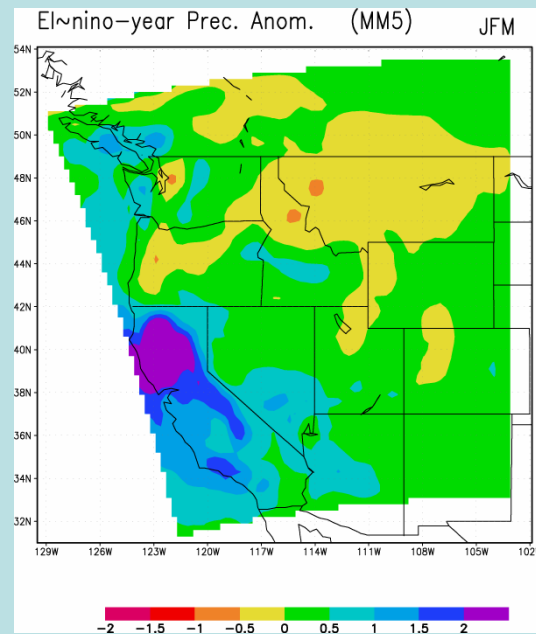 El~nino-year Prec. Anom. (MM5) JFM
54N
52N
50N
48N
46N
44N
42N
40N
38N
36N
34N
32N
129W 126W 123W 120W 117W 114W 111W 108W 105W 102W
-2 -1.5 -1 -0.5 0 0.5 1 1.5 2